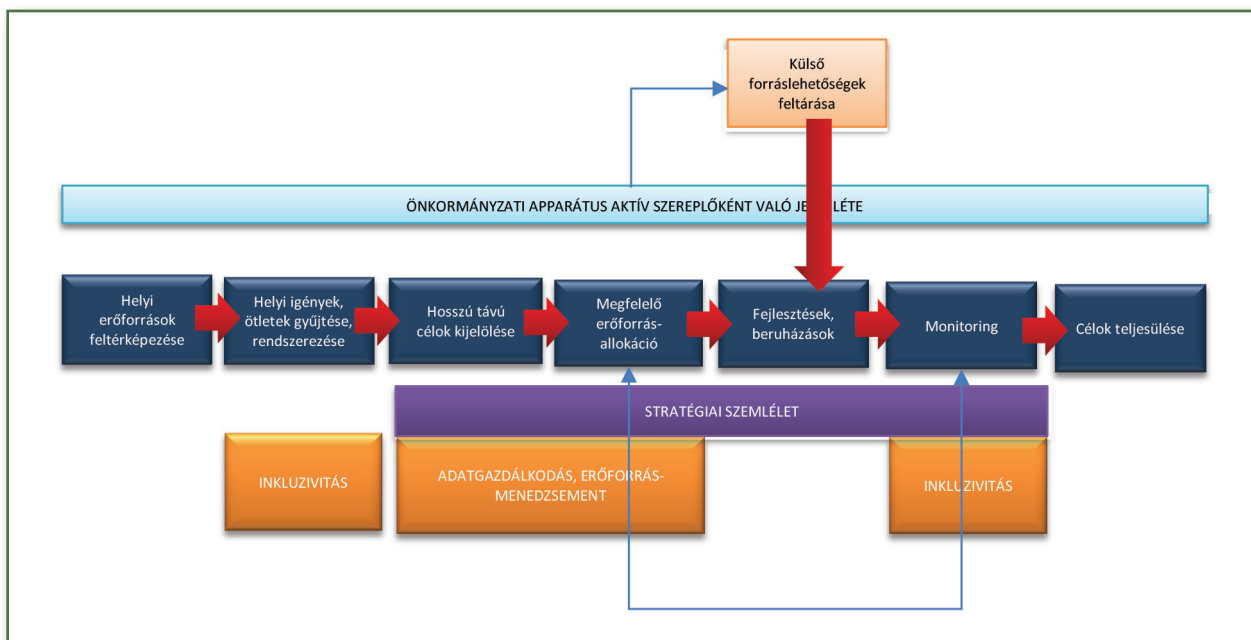 Külső
forráslehetőségek
feltárása
ÖNKORMÁNYZATI APPARÁTUS AKTÍV SZEREPLŐKÉNT VALÓ
Helyi
erőforrások
feltérképezése
Helyi igények,
ötletek gyűjtése,
rendszerezése
Hosszú távú
célok kijelölése
Megfelelő
erőforrás-
allokáció
Fejlesztések,
beruházások
Monitoring
Célok teljesülése
STRATÉGIAI SZEMLÉLET
INKLUZIVITÁS
ADATGAZDÁLKODÁS, ERŐFORRÁS-
MENEDZSMENT
INKLUZIVITÁS